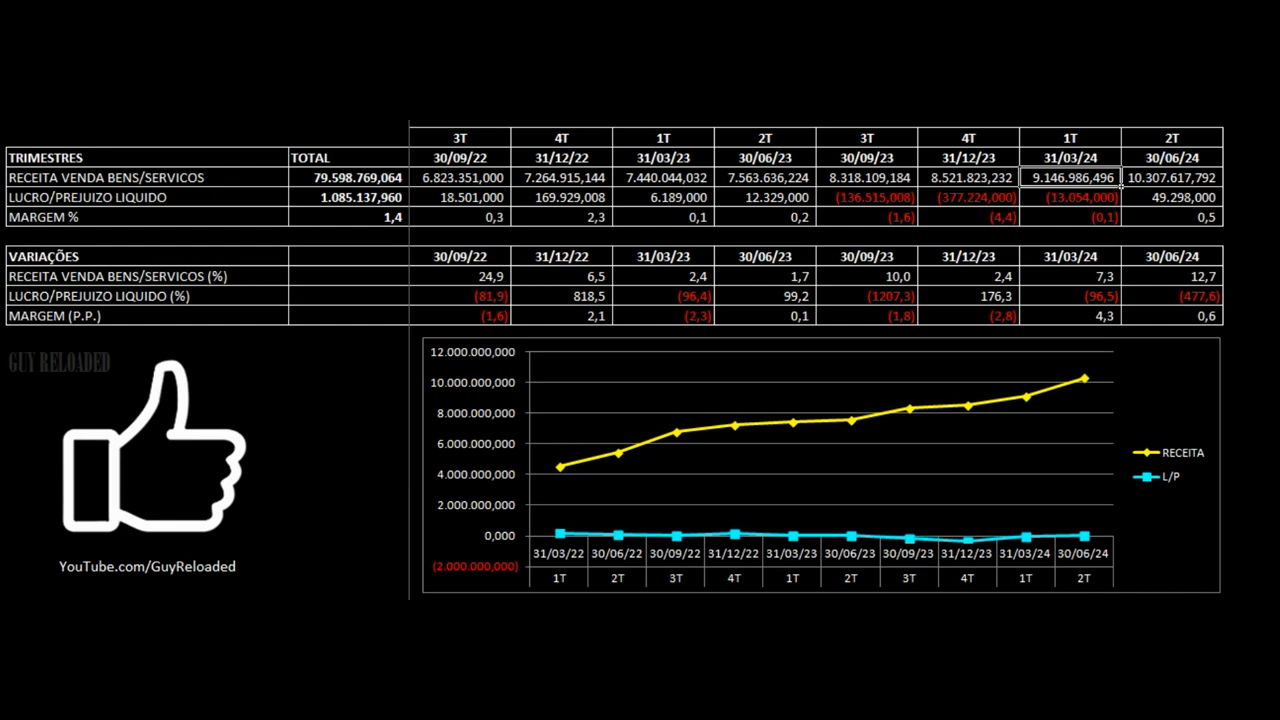 3T 4T 1T 2T 3T 4T 1T 2T
TRIMESTRES TOTAL 30/09/22 31/12/22 31/03/23 30/06/23 30/09/23 31/12/23 31/03/24 30/06/24
RECEITA VENDA BENS/SERVICOS 79.598.769,064 6.823.351,000 7.264.915,144 7.440.044,032 7.563.636,224 8.318.109,184 8.521.823,232 9.146.986,496 10.307.617,792
LUCRO/PREJUIZO LIQUIDO 1.085.137,960 18.501,000 169.929,008 6.189,000 12.329,000 (136.515,008) (377.224,000) (13.054,000) 49.298,000
MARGEM % 1,4 0,3 2,3 0,1 0,2 (1,6) (4,4) (0,1) 0,5
VARIAÇÕES 30/09/22 31/12/22 31/03/23 30/06/23 30/09/23 31/12/23 31/03/24 30/06/24
RECEITA VENDA BENS/SERVICOS (%) 24,9 6,5 2,4 1,7 10,0 2,4 7,3 12,7
LUCRO/PREJUIZO LIQUIDO (%) (81,9) 818,5 (96,4) 99,2 (1207,3) 176,3 (96,5) (477,6)
MARGEM (P.P.) (1,6) 2,1 (2,3) 0,1 (1,8) (2,8) 4,3 0,6
GUY RELOADED
YouTube.com/GuyReloaded
12.000.000,000
10.000.000,000
8.000.000,000
6.000.000,000
4.000.000,000
2.000.000,000
0,000
(2.000.000,000)
31/03/22 30/06/22 30/09/22 31/12/22 31/03/23 30/06/23 30/09/23 31/12/23 31/03/24 30/06/24
1T 2T 3T 4T 1T 2T 3T 4T 1T 2T
RECEITA
L/P